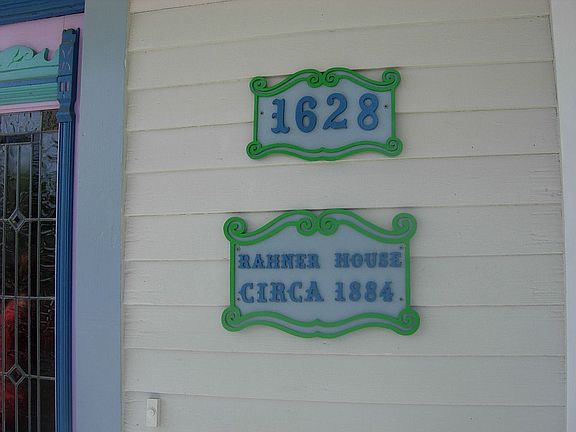 1628
RAHNER HOUSE
CIRCA 1884